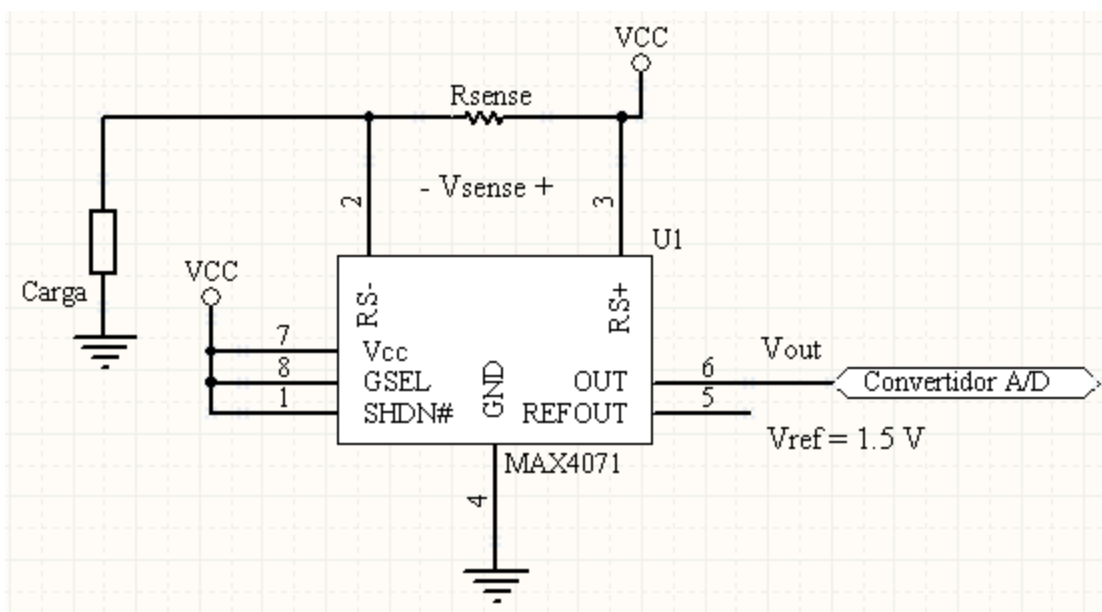 VCC
Rsense
- Vsense +
2
3
U1
VCC
Carga
RS-
RS+
7
Vcc
8
GSEL
1
SHDN#
GND
OUT
6
Vout
Convertidor A/D
REFOUT
5
Vref = 1.5 V
MAX4071
4